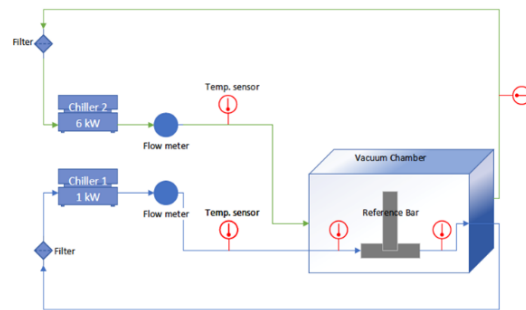 Filter
Temp. sensor
Chiller 2
6 kW
Flow meter
Vacuum Chamber
Chiller 1
1 kW
Flow meter
Temp. sensor
Reference Bar
Filter